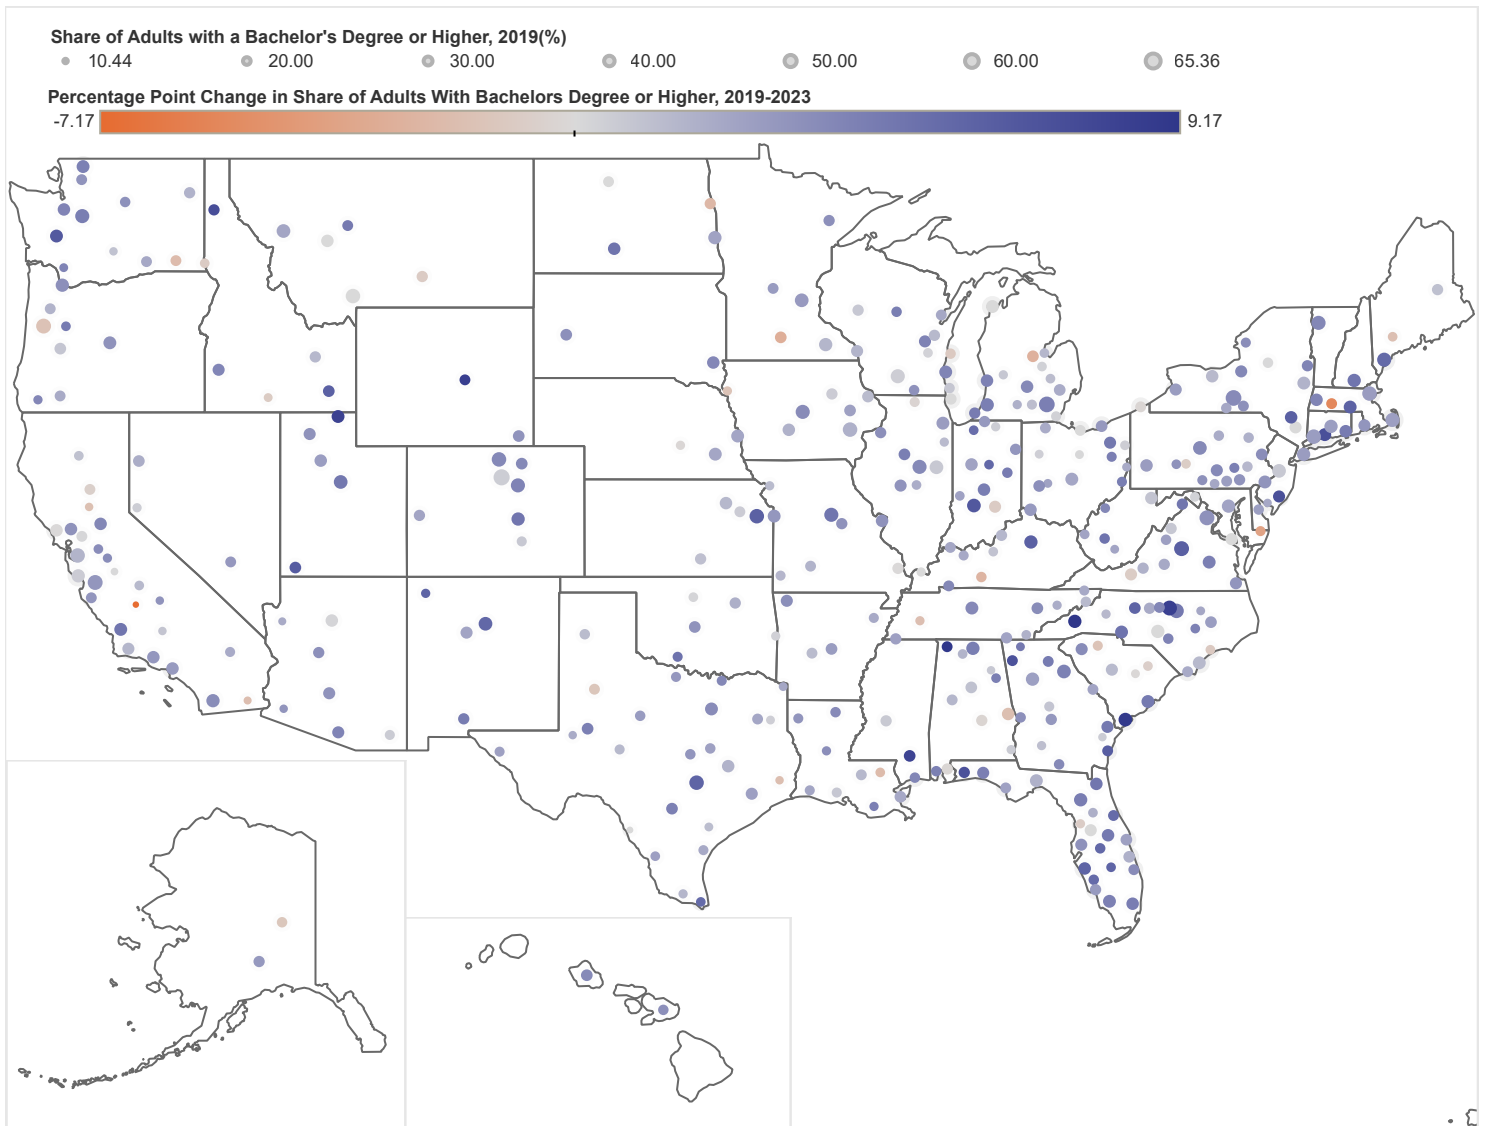 Share of Adults with a Bachelor's Degree or Higher, 2019(%)
10.44 20.00 30.00 40.00 50.00 60.00 65.36
Percentage Point Change in Share of Adults With Bachelors Degree or Higher, 2019-2023
-7.17 9.17